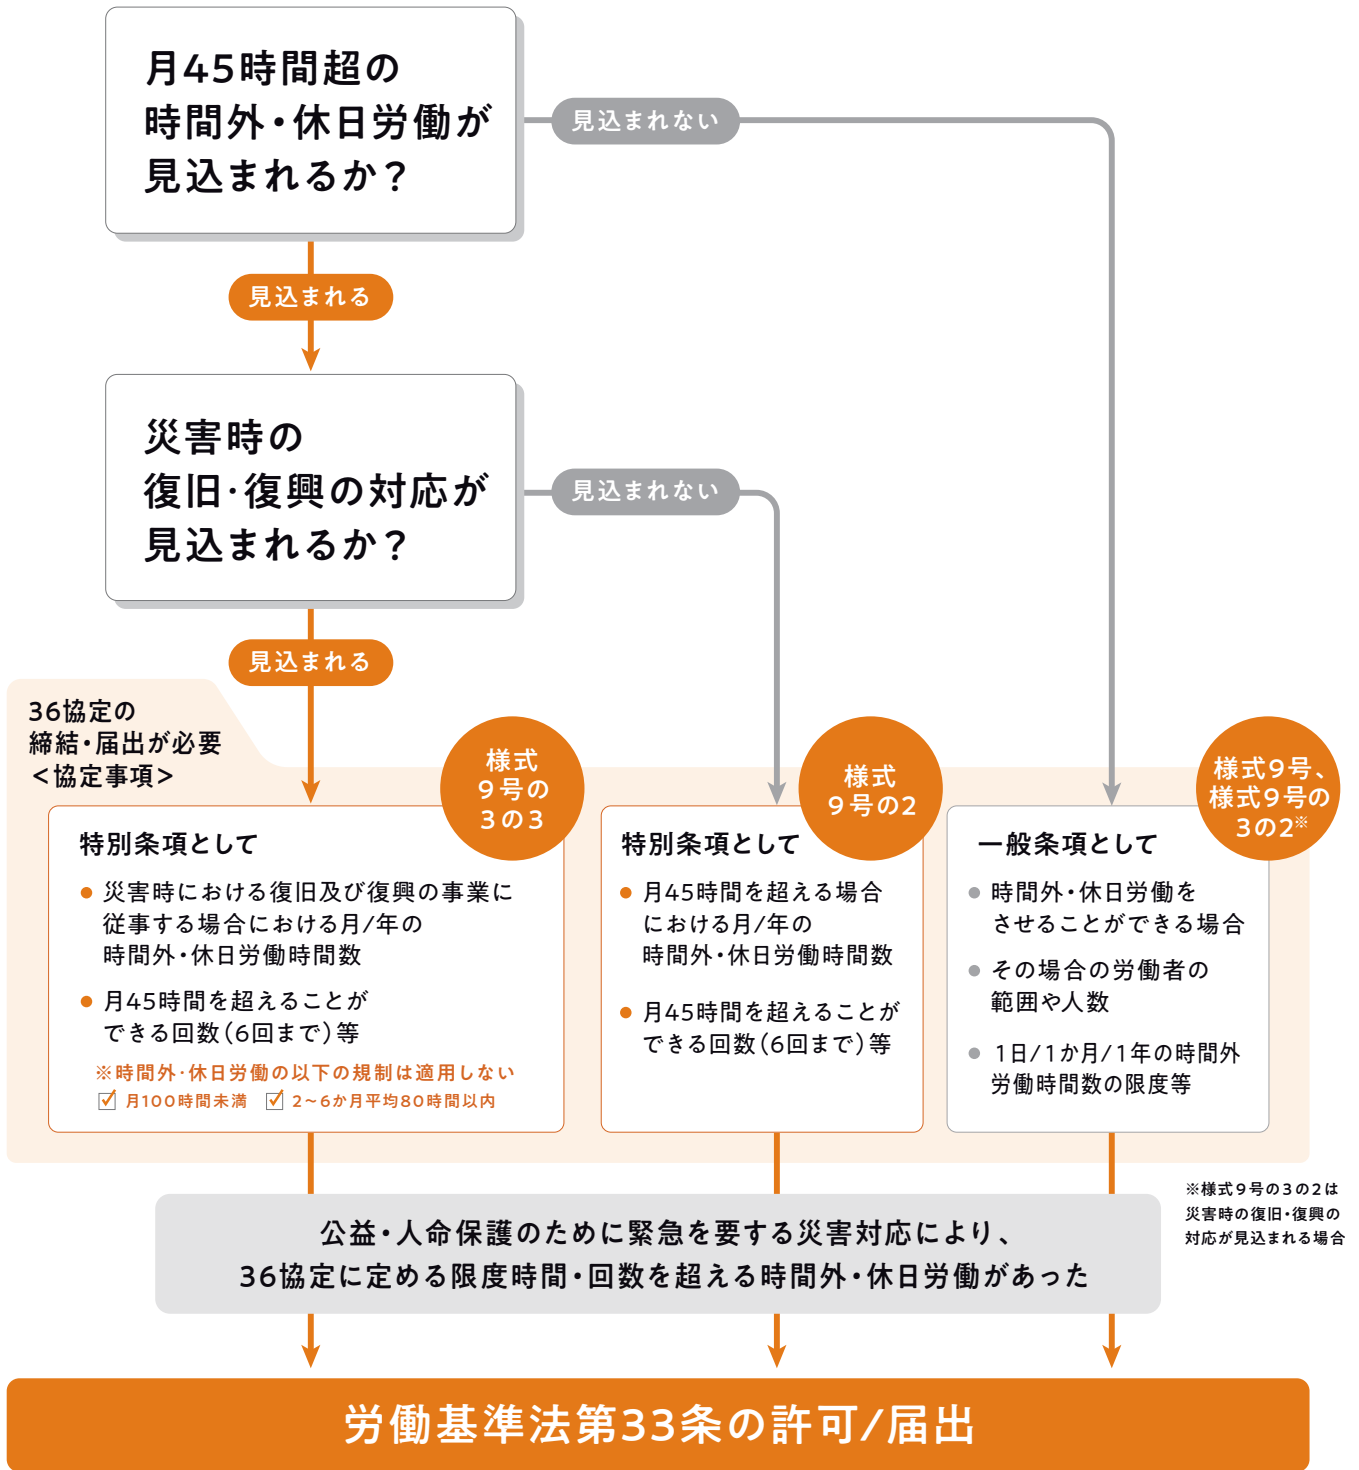 月45時間超の
時間外・休日労働が
見込まれるか？
見込まれない
見込まれる
災害時の
復旧・復興の対応が
見込まれるか？
見込まれない
見込まれる
36協定の
締結・届出が必要
＜協定事項＞
様式
9号の
3の3
特別条項として
● 災害時における復旧及び復興の事業に
従事する場合における月/年の
時間外・休日労働時間数
● 月45時間を超えることが
できる回数（6回まで）等
※時間外・休日労働の以下の規制は適用しない
☑ 月100時間未満 ☑ 2～6か月平均80時間以内
様式
9号の2
特別条項として
● 月45時間を超える場合
における月/年の
時間外・休日労働時間数
● 月45時間を超えることが
できる回数（6回まで）等
様式9号、
様式9号の
3の2※
一般条項として
● 時間外・休日労働を
させることができる場合
● その場合の労働者の
範囲や人数
● 1日/1か月/1年の時間外
労働時間数の限度等
※様式9号の3の2は
災害時の復旧・復興の
対応が見込まれる場合
公益・人命保護のために緊急を要する災害対応により、
36協定に定める限度時間・回数を超える時間外・休日労働があった
労働基準法第33条の許可/届出